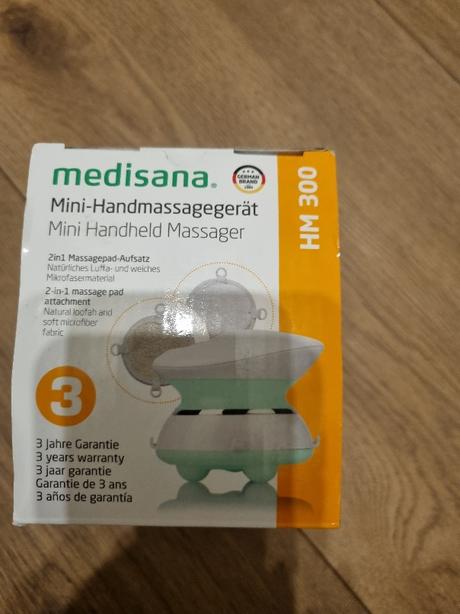 medisana®
GERMAN
BRAND
HM 300
Mini-Handmassagegerät
Mini Handheld Massager
2in1 Massagepad-Aufsatz
Natürliches Luffa- und weiches
Mikrofasermaterial
2-in-1 massage pad
attachment
Natural loofah and
soft microfiber
fabric
3
3 Jahre Garantie
3 years warranty
3 jaar garantie
Garantie de 3 ans
3 años de garantía